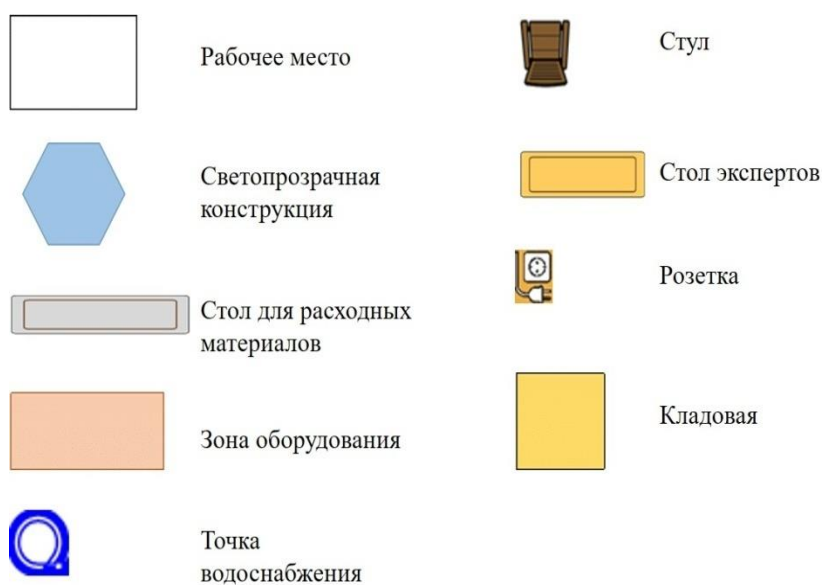 Рабочее место
Светопрозрачная
конструкция
Стол для расходных
материалов
Зона оборудования
Точка
водоснабжения
Стул
Стол экспертов
Розетка
Кладовая